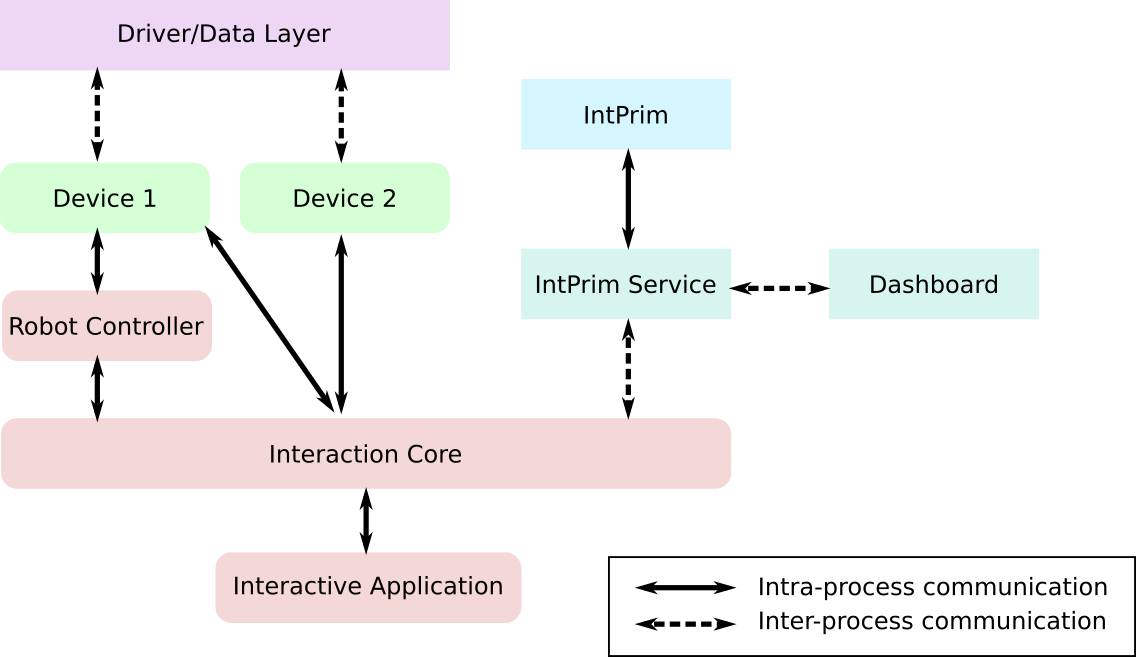 Driver/Data Layer
IntPrim
Device 1
Device 2
IntPrim Service
Dashboard
Robot Controller
Interaction Core
Interactive Application
Intra-process communication
Inter-process communication